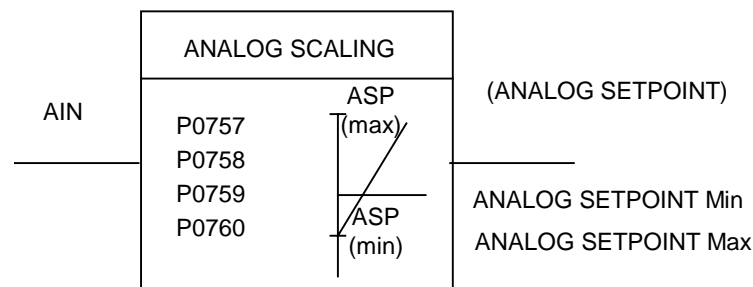 ANALOG SCALING
AIN
P0757
P0758
P0759
P0760
ASP
(max)
ASP
(min)
(ANALOG SETPOINT)
ANALOG SETPOINT Min
ANALOG SETPOINT Max